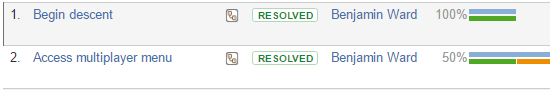 1. Begin descent RESOLVED Benjamin Ward 100%
2. Access multiplayer menu RESOLVED Benjamin Ward 50%